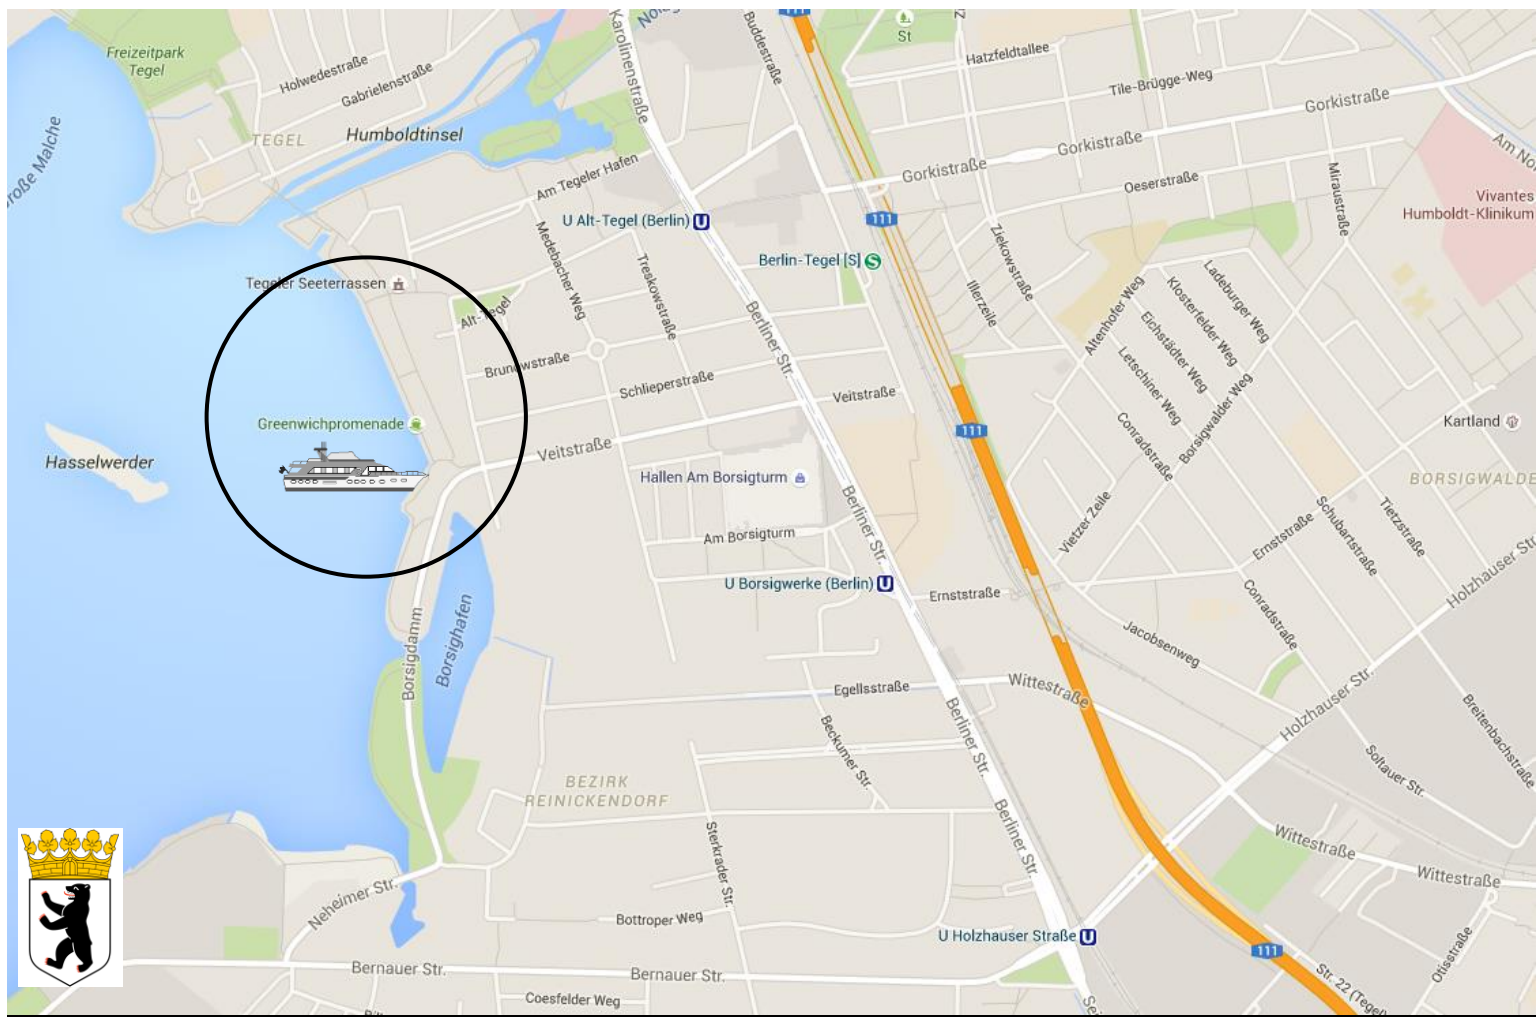 111
Freizeitpark
Tegel
Holwedestraße
Gabrielenstraße
Karolinenstraße
Buddestraße
St
Hatzfeldtallee
Tile-Brügge-Weg
Gorkistraße
Große Malche
TEGEL
Humboldtinsel
Am Tegeler Hafen
Gorkistraße
Gorkistraße
Oeserstraße
Miraustraße
Vivantes
Humboldt-Klinikum
U Alt-Tegel (Berlin) U
111
Medebacher Weg
Treskowstraße
Berlin-Tegel [S] S
Ziekowstraße
Illerzeile
Tegeler Seeterrassen
Alt-Tegel
Berliner Str.
Altenhofer Weg
Ladeburger Weg
Klosterfelder Weg
Eichstädter Weg
Letschiner Weg
Borsigwalder Weg
Conradstraße
Brunowstraße
Schlieperstraße
Veitstraße
Greenwichpromenade
111
Kartland
Veitstraße
Hasselwerder
Hallen Am Borsigturm
BORSIGWALDE
Berliner Str.
Vietzer Zeile
Schubartstraße
Tietzstraße
Am Borsigturm
Ernststraße
Holzhauser Str.
U Borsigwerke (Berlin) U
Ernststraße
Conradstraße
Borsigdamm
Borsighafen
Jacobsenweg
Egellsstraße
Wittestraße
Holzhauser Str.
Breitenbachstraße
Berliner Str.
Beckumer Str.
Soltauer Str.
BEZIRK
REINICKENDORF
Berliner Str.
Sterkrader Str.
Wittestraße
Wittestraße
Neheimer Str.
Bottroper Weg
U Holzhauser Straße U
111
Otisstraße
Bernauer Str.
Bernauer Str.
Str. 22 (Tegel)
Coesfelder Weg